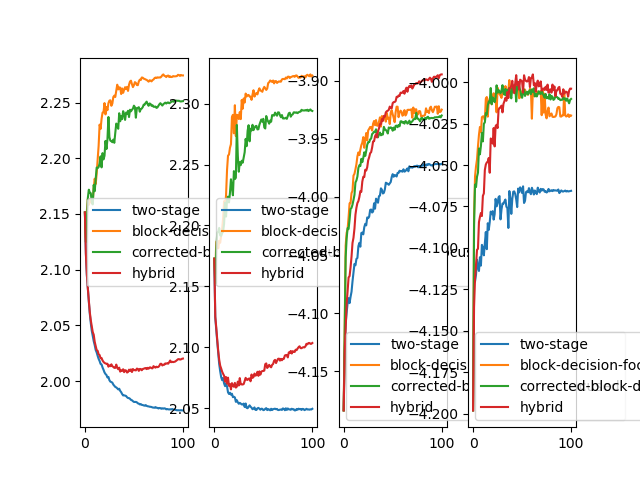 2.25
2.20
2.15
2.10
2.05
2.00
0
100
two-stage
block-decis
corrected-b
hybrid
2.30
2.25
2.20
2.15
2.10
2.05
0
100
two-stage
block-decis
corrected-b
hybrid
−3.90
−3.95
−4.00
−4.05
−4.10
−4.15
0
100
two-stage
block-decis
corrected-b
hybrid
−4.000
−4.025
−4.050
−4.075
−4.100
−4.125
−4.150
−4.175
−4.200
0
100
two-stage
block-decision-foc
corrected-block-d
hybrid